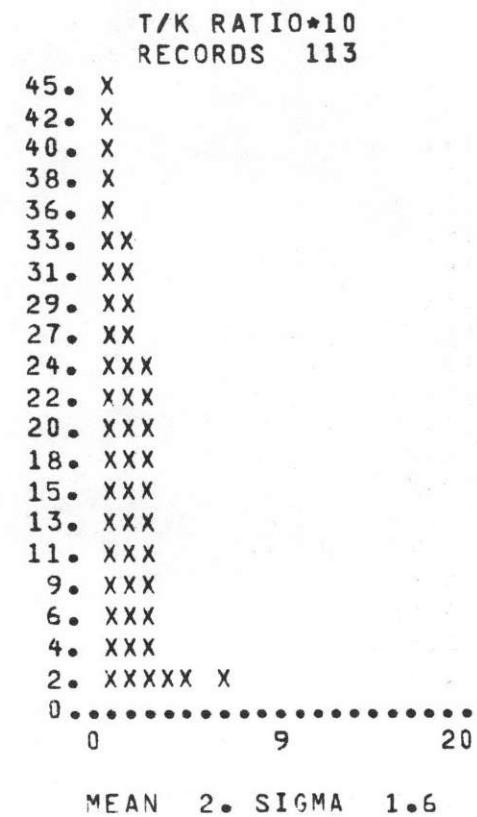 T/K RATIO*10
RECORDS 113
45. X
42. X
40. X
38. X
36. X
33. XX
31. XX
29. XX
27. XX
24. XXX
22. XXX
20. XXX
18. XXX
15. XXX
13. XXX
11. XXX
9. XXX
6. XXX
4. XXX
2. XXXXX X
0......................
0 9 20
MEAN 2. SIGMA 1.6